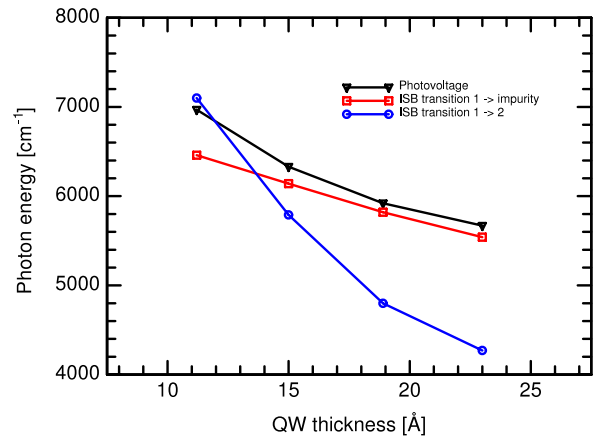 8000
7000
6000
5000
4000
Photon energy [cm⁻¹]
Photovoltage
ISB transition 1 -> impurity
ISB transition 1 -> 2
10 15 20 25
QW thickness [Å]